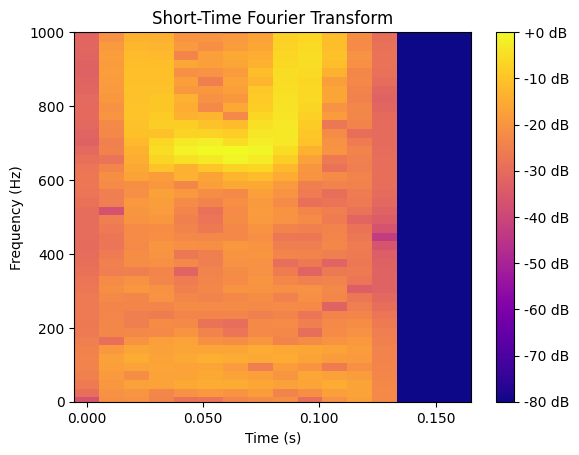 Short-Time Fourier Transform
1000
800
600
400
200
0
Frequency (Hz)
0.000
0.050
0.100
0.150
Time (s)
+0 dB
-10 dB
-20 dB
-30 dB
-40 dB
-50 dB
-60 dB
-70 dB
-80 dB